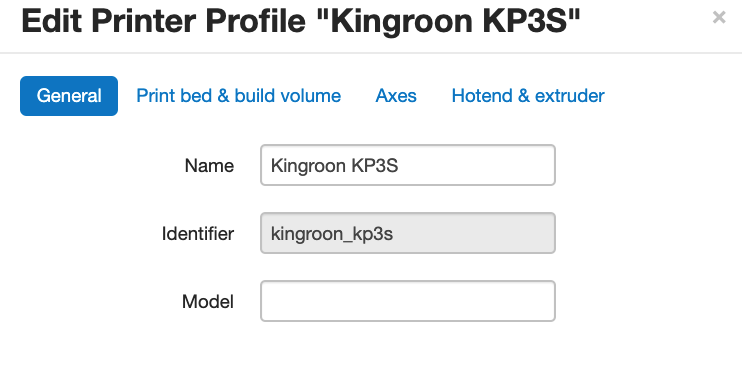 Edit Printer Profile "Kingroon KP3S"
×
General Print bed & build volume Axes Hotend & extruder
Name Kingroon KP3S
Identifier kingroon_kp3s
Model